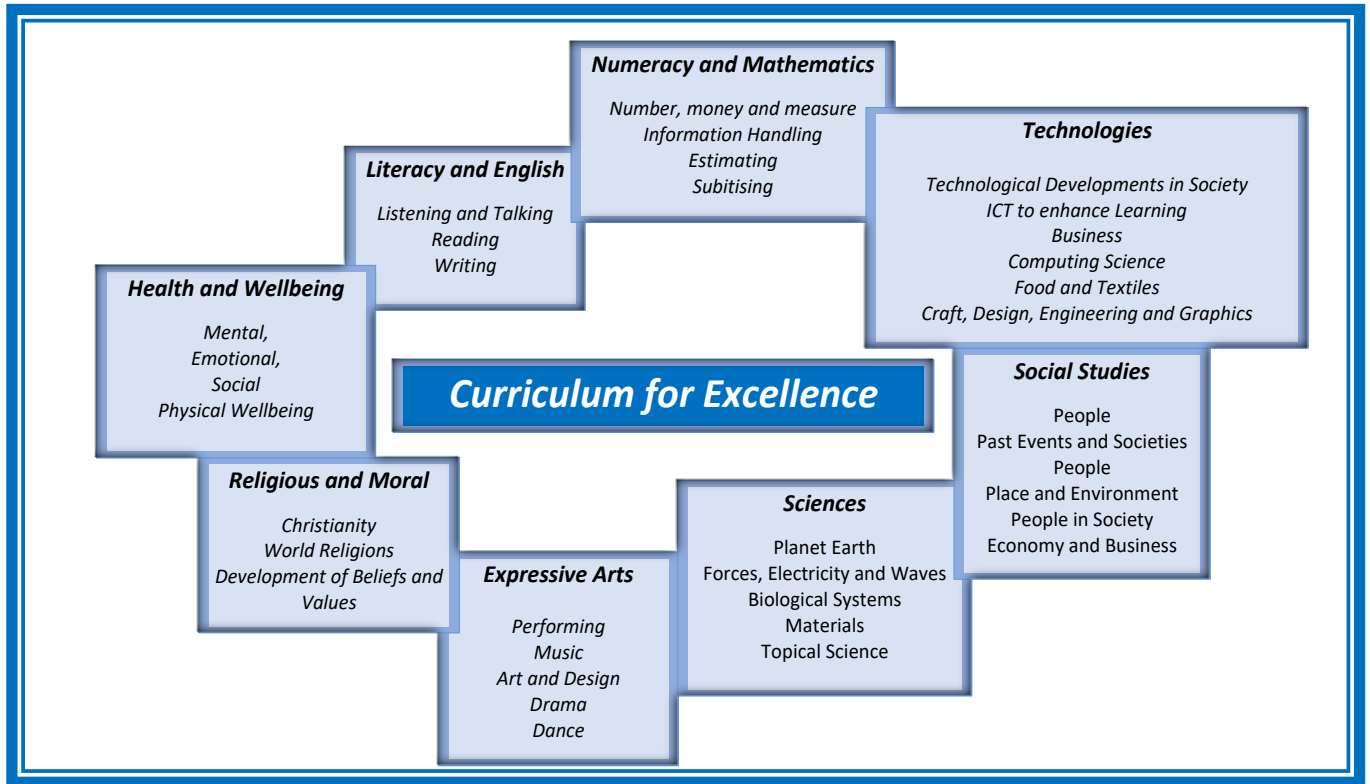 Numeracy and Mathematics
Number, money and measure
Information Handling
Estimating
Subitising
Technologies
Technological Developments in Society
ICT to enhance Learning
Business
Computing Science
Food and Textiles
Craft, Design, Engineering and Graphics
Literacy and English
Listening and Talking
Reading
Writing
Health and Wellbeing
Mental,
Emotional,
Social
Physical Wellbeing
Curriculum for Excellence
Social Studies
People
Past Events and Societies
People
Place and Environment
People in Society
Economy and Business
Religious and Moral
Christianity
World Religions
Development of Beliefs and
Values
Sciences
Planet Earth
Forces, Electricity and Waves
Biological Systems
Materials
Topical Science
Expressive Arts
Performing
Music
Art and Design
Drama
Dance